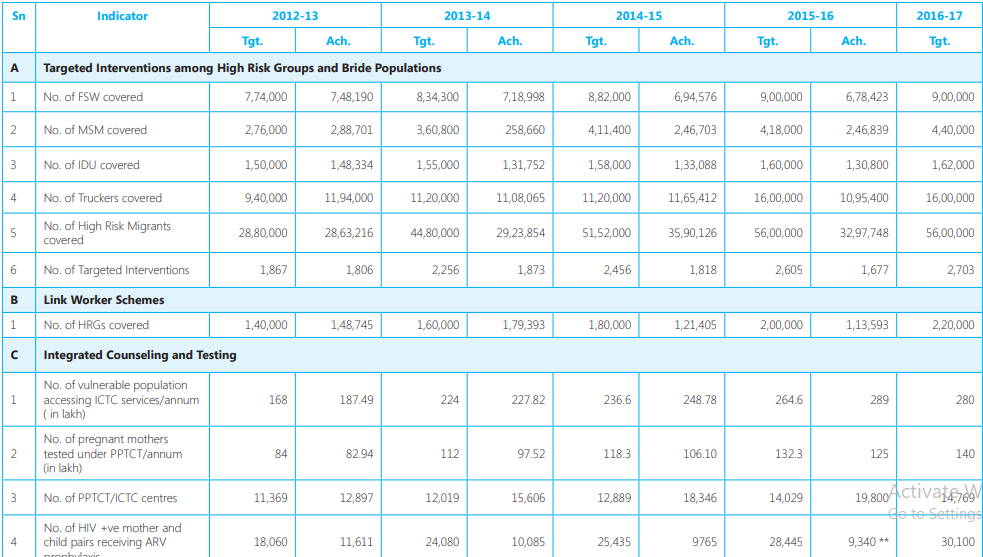 Sn Indicator 2012-13 2013-14 2014-15 2015-16 2016-17
Tgt. Ach. Tgt. Ach. Tgt. Ach. Tgt. Ach. Tgt.
A Targeted Interventions among High Risk Groups and Bride Populations
1 No. of FSW covered 7,74,000 7,48,190 8,34,300 7,18,998 8,82,000 6,94,576 9,00,000 6,78,423 9,00,000
2 No. of MSM covered 2,76,000 2,88,701 3,60,800 258,660 4,11,400 2,46,703 4,18,000 2,46,839 4,40,000
3 No. of IDU covered 1,50,000 1,48,334 1,55,000 1,31,752 1,58,000 1,33,088 1,60,000 1,30,800 1,62,000
4 No. of Truckers covered 9,40,000 11,94,000 11,20,000 11,08,065 11,20,000 11,65,412 16,00,000 10,95,400 16,00,000
No. of High Risk Migrants
5 covered 28,80,000 28,63,216 44,80,000 29,23,854 51,52,000 35,90,126 56,00,000 32,97,748 56,00,000
6 No. of Targeted Interventions 1,867 1,806 2,256 1,873 2,456 1,818 2,605 1,677 2,703
B Link Worker Schemes
1 No. of HRGs covered 1,40,000 1,48,745 1,60,000 1,79,393 1,80,000 1,21,405 2,00,000 1,13,593 2,20,000
C Integrated Counseling and Testing
No. of vulnerable population
1 accessing ICTC services/annum 168 187.49 224 227.82 236.6 248.78 264.6 289 280
( in lakh)
No. of pregnant mothers
2 tested under PPTCT/annum 84 82.94 112 97.52 118.3 106.10 132.3 125 140
(in lakh)
3 No. of PPTCT/ICTC centres 11,369 12,897 12,019 15,606 12,889 18,346 14,029 19,800 14,769
Activate W
Go to Settings
No. of HIV +ve mother and
4 child pairs receiving ARV 18,060 11,611 24,080 10,085 25,435 9765 28,445 9,340 ** 30,100
prophylaxis